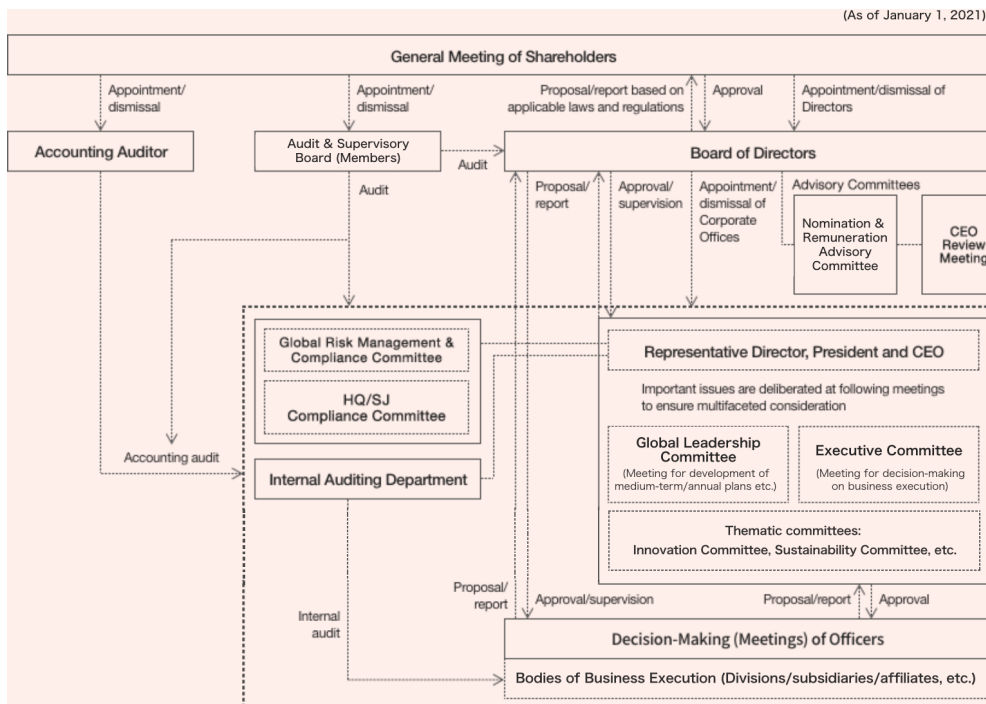 (As of January 1, 2021)
General Meeting of Shareholders
Appointment/
dismissal
Appointment/
dismissal
Proposal/report based on
applicable laws and regulations
Approval
Appointment/dismissal of
Directors
Accounting Auditor
Audit & Supervisory
Board (Members)
Audit
Board of Directors
Audit
Proposal/
report
Approval/
supervision
Appointment/
dismissal of
Corporate
Offices
Advisory Committees
Nomination &
Remuneration
Advisory
Committee
CEO
Review
Meeting
Global Risk Management &
Compliance Committee
HQ/SJ
Compliance Committee
Representative Director, President and CEO
Important issues are deliberated at following meetings
to ensure multifaceted consideration
Global Leadership
Committee
(Meeting for development of
medium-term/annual plans etc.)
Executive Committee
(Meeting for decision-making
on business execution)
Accounting audit
Internal Auditing Department
Thematic committees:
Innovation Committee, Sustainability Committee, etc.
Proposal/
report
Approval/supervision
Proposal/report
Approval
Internal
audit
Decision-Making (Meetings) of Officers
Bodies of Business Execution (Divisions/subsidiaries/affiliates, etc.)